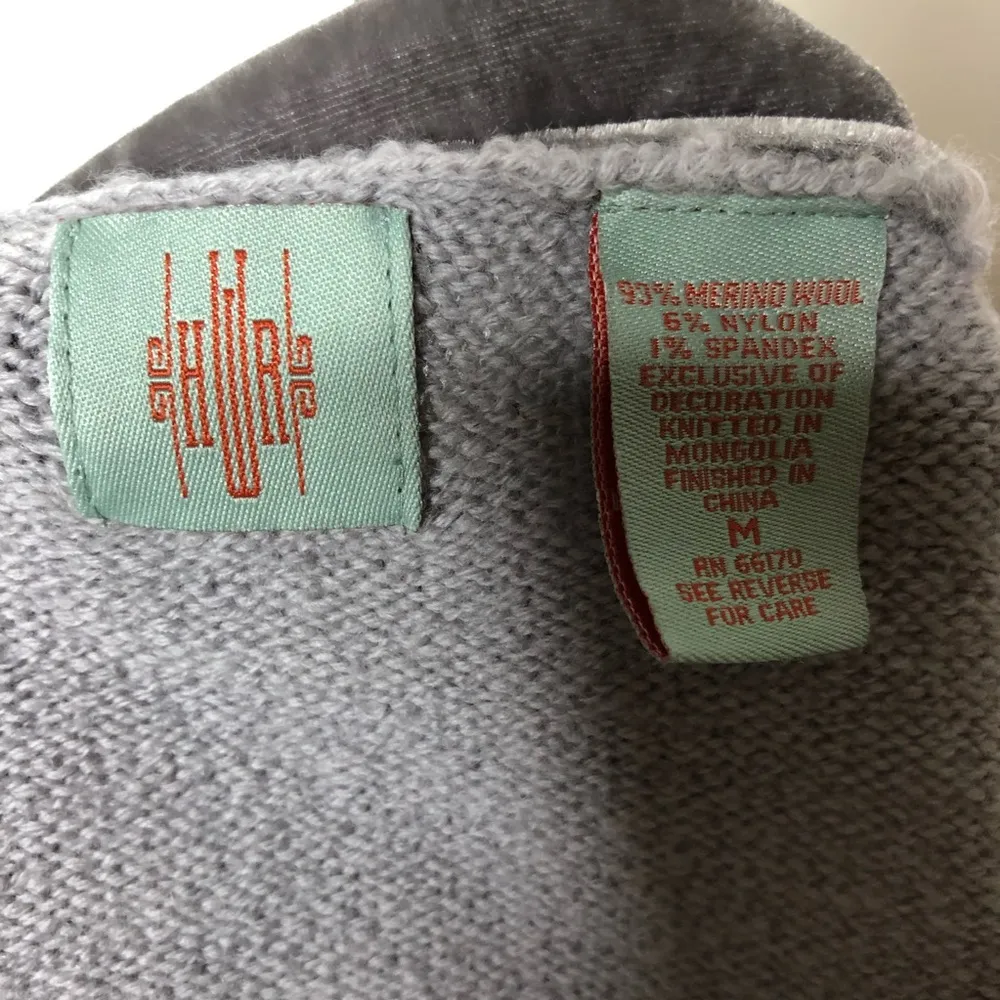 HWR
93% MERINO WOOL
6% NYLON
1% SPANDEX
EXCLUSIVE OF
DECORATION
KNITTED IN
MONGOLIA
FINISHED IN
CHINA
M
RN 66170
SEE REVERSE
FOR CARE